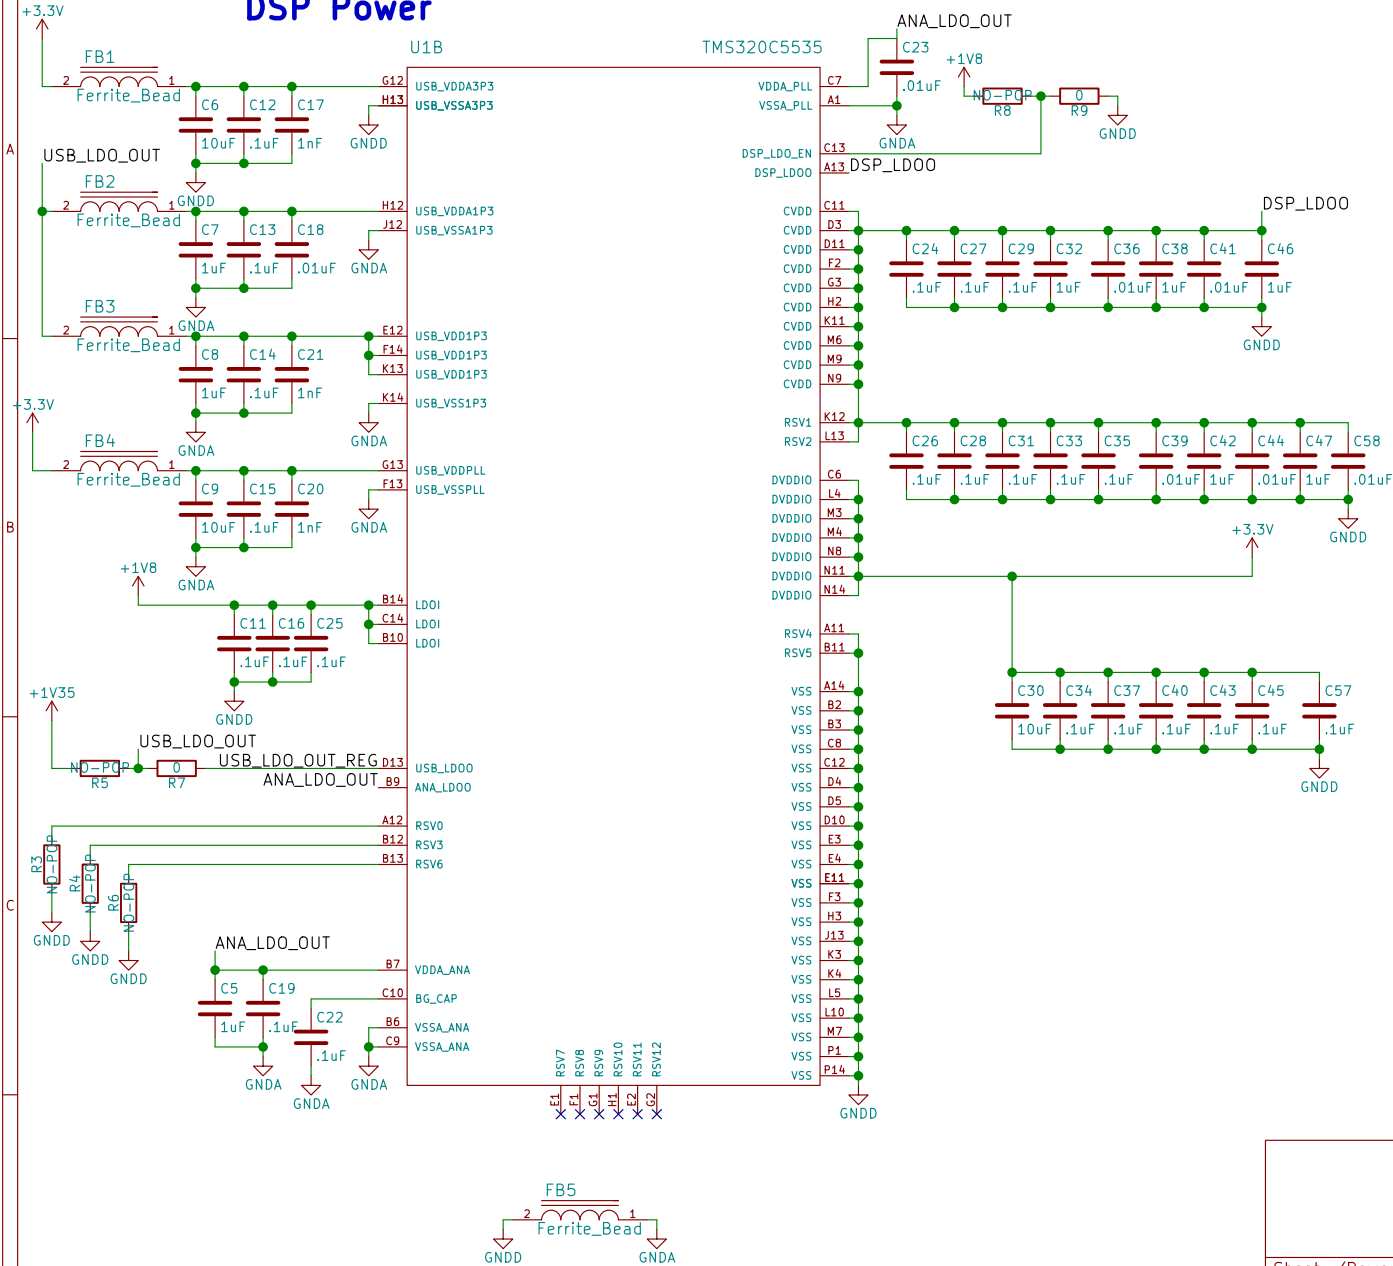 DSP Power
+3.3V
FB1
2 1
Ferrite_Bead
C6 C12 C17
10uF .1uF 1nF
GNDD
GNDD
USB_LDO_OUT
FB2
2 1
Ferrite_Bead
C7 C13 C18
1uF .1uF .01uF
GNDA
GNDA
FB3
2 1
Ferrite_Bead
C8 C14 C21
1uF .1uF 1nF
GNDA
GNDA
+3.3V
FB4
2 1
Ferrite_Bead
C9 C15 C20
10uF .1uF 1nF
GNDA
GNDA
+1V8
C11 C16 C25
.1uF .1uF .1uF
GNDD
+1V35
USB_LDO_OUT
NO-POP 0
R5 R7
USB_LDO_OUT_REG
ANA_LDO_OUT
R3 NO-POP
R4 NO-POP
R6 NO-POP
GNDD
GNDD
GNDD
ANA_LDO_OUT
C5 C19 C22
1uF .1uF .1uF
GNDA
GNDA
GNDA
U1B TMS320C5535
G12 USB_VDDA3P3
H13 USB_VSSA3P3
H12 USB_VDDA1P3
J12 USB_VSSA1P3
E12 USB_VDD1P3
F14 USB_VDD1P3
K13 USB_VDD1P3
K14 USB_VSS1P3
G13 USB_VDDPLL
F13 USB_VSSPLL
B14 LDOI
C14 LDOI
B10 LDOI
D13 USB_LDOO
B9 ANA_LDOO
A12 RSV0
B12 RSV3
B13 RSV6
B7 VDDA_ANA
C10 BG_CAP
B6 VSSA_ANA
C9 VSSA_ANA
RSV7 RSV8 RSV9 RSV10 RSV11 RSV12
E1 F1 G1 H1 E2 G2
VDDA_PLL C7
VSSA_PLL A1
DSP_LDO_EN C13
DSP_LDOO A13
CVDD C11
CVDD D3
CVDD D11
CVDD F2
CVDD G3
CVDD H2
CVDD K11
CVDD M6
CVDD M9
CVDD N9
RSV1 K12
RSV2 L13
DVDDIO C6
DVDDIO L4
DVDDIO M3
DVDDIO M4
DVDDIO N8
DVDDIO N11
DVDDIO N14
RSV4 A11
RSV5 B11
VSS A14
VSS B2
VSS B3
VSS C8
VSS C12
VSS D4
VSS D5
VSS D10
VSS E3
VSS E4
VSS E11
VSS F3
VSS H3
VSS J13
VSS K3
VSS K4
VSS L5
VSS L10
VSS M7
VSS P1
VSS P14
GNDD
ANA_LDO_OUT
C23
.01uF
GNDA
+1V8
NO-POP 0
R8 R9
GNDD
DSP_LDOO
DSP_LDOO
C24 C27 C29 C32 C36 C38 C41 C46
.1uF .1uF .1uF 1uF .01uF 1uF .01uF 1uF
GNDD
C26 C28 C31 C33 C35 C39 C42 C44 C47 C58
.1uF .1uF .1uF .1uF .1uF .01uF 1uF .01uF 1uF .01uF
GNDD
+3.3V
C30 C34 C37 C40 C43 C45 C57
10uF .1uF .1uF .1uF .1uF .1uF .1uF
GNDD
FB5
2 1
Ferrite_Bead
GNDD GNDA
A
B
C